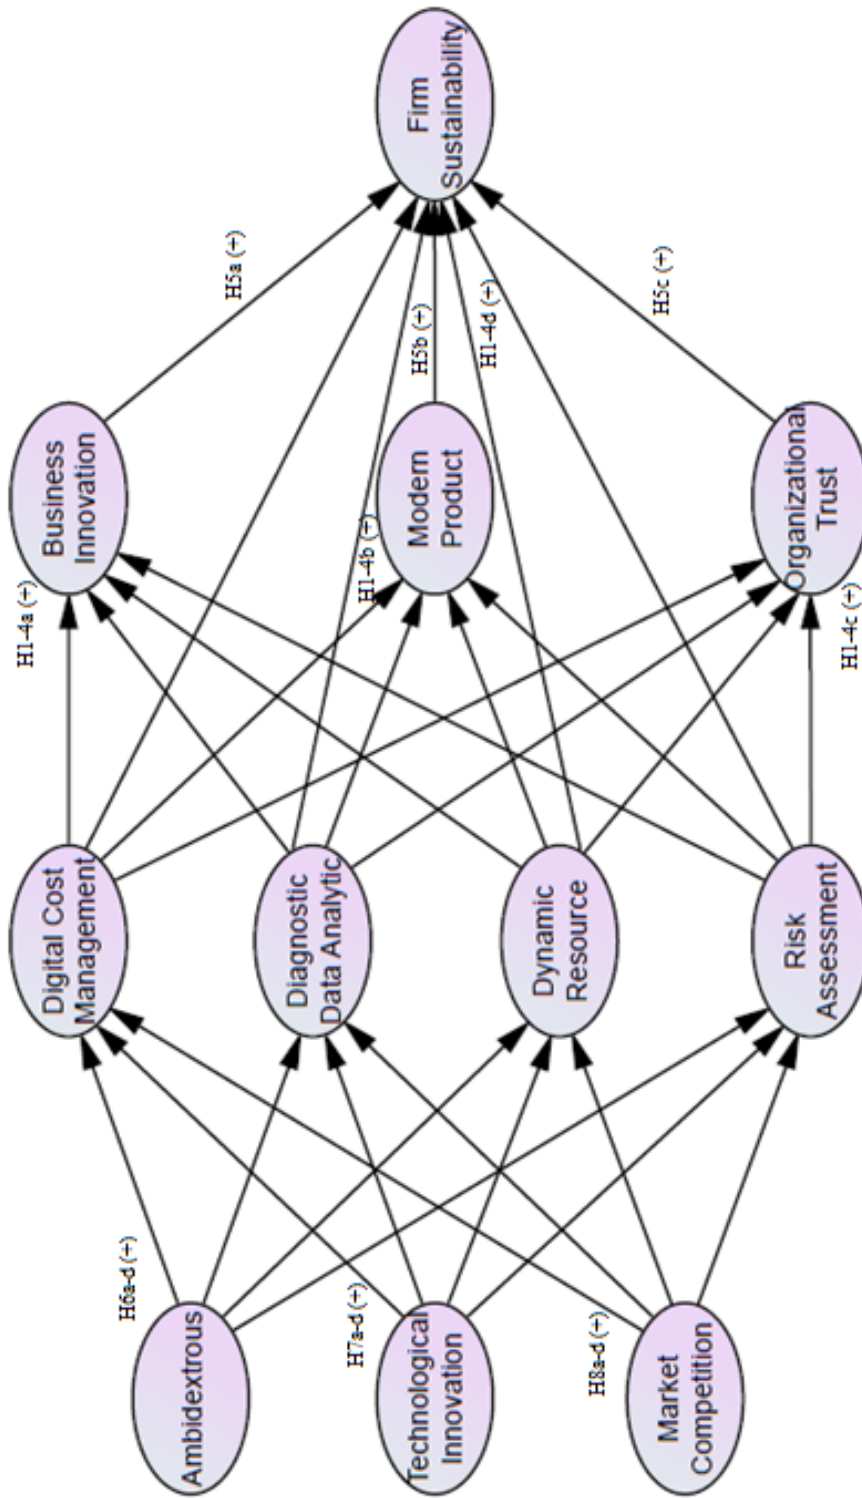 H1-4a (+)
Digital Cost
Management
Business
Innovation
H6a-d (+)
Ambidextrous
H5a (+)
Diagnostic
Data Analytic
H7a-d (+)
H1-4b (+)
Technological
Innovation
Modern
Product
H5b (+)
Firm
Sustainability
H1-4d (+)
Dynamic
Resource
H8a-d (+)
H5c (+)
Market
Competition
Risk
Assessment
Organizational
Trust
H1-4c (+)